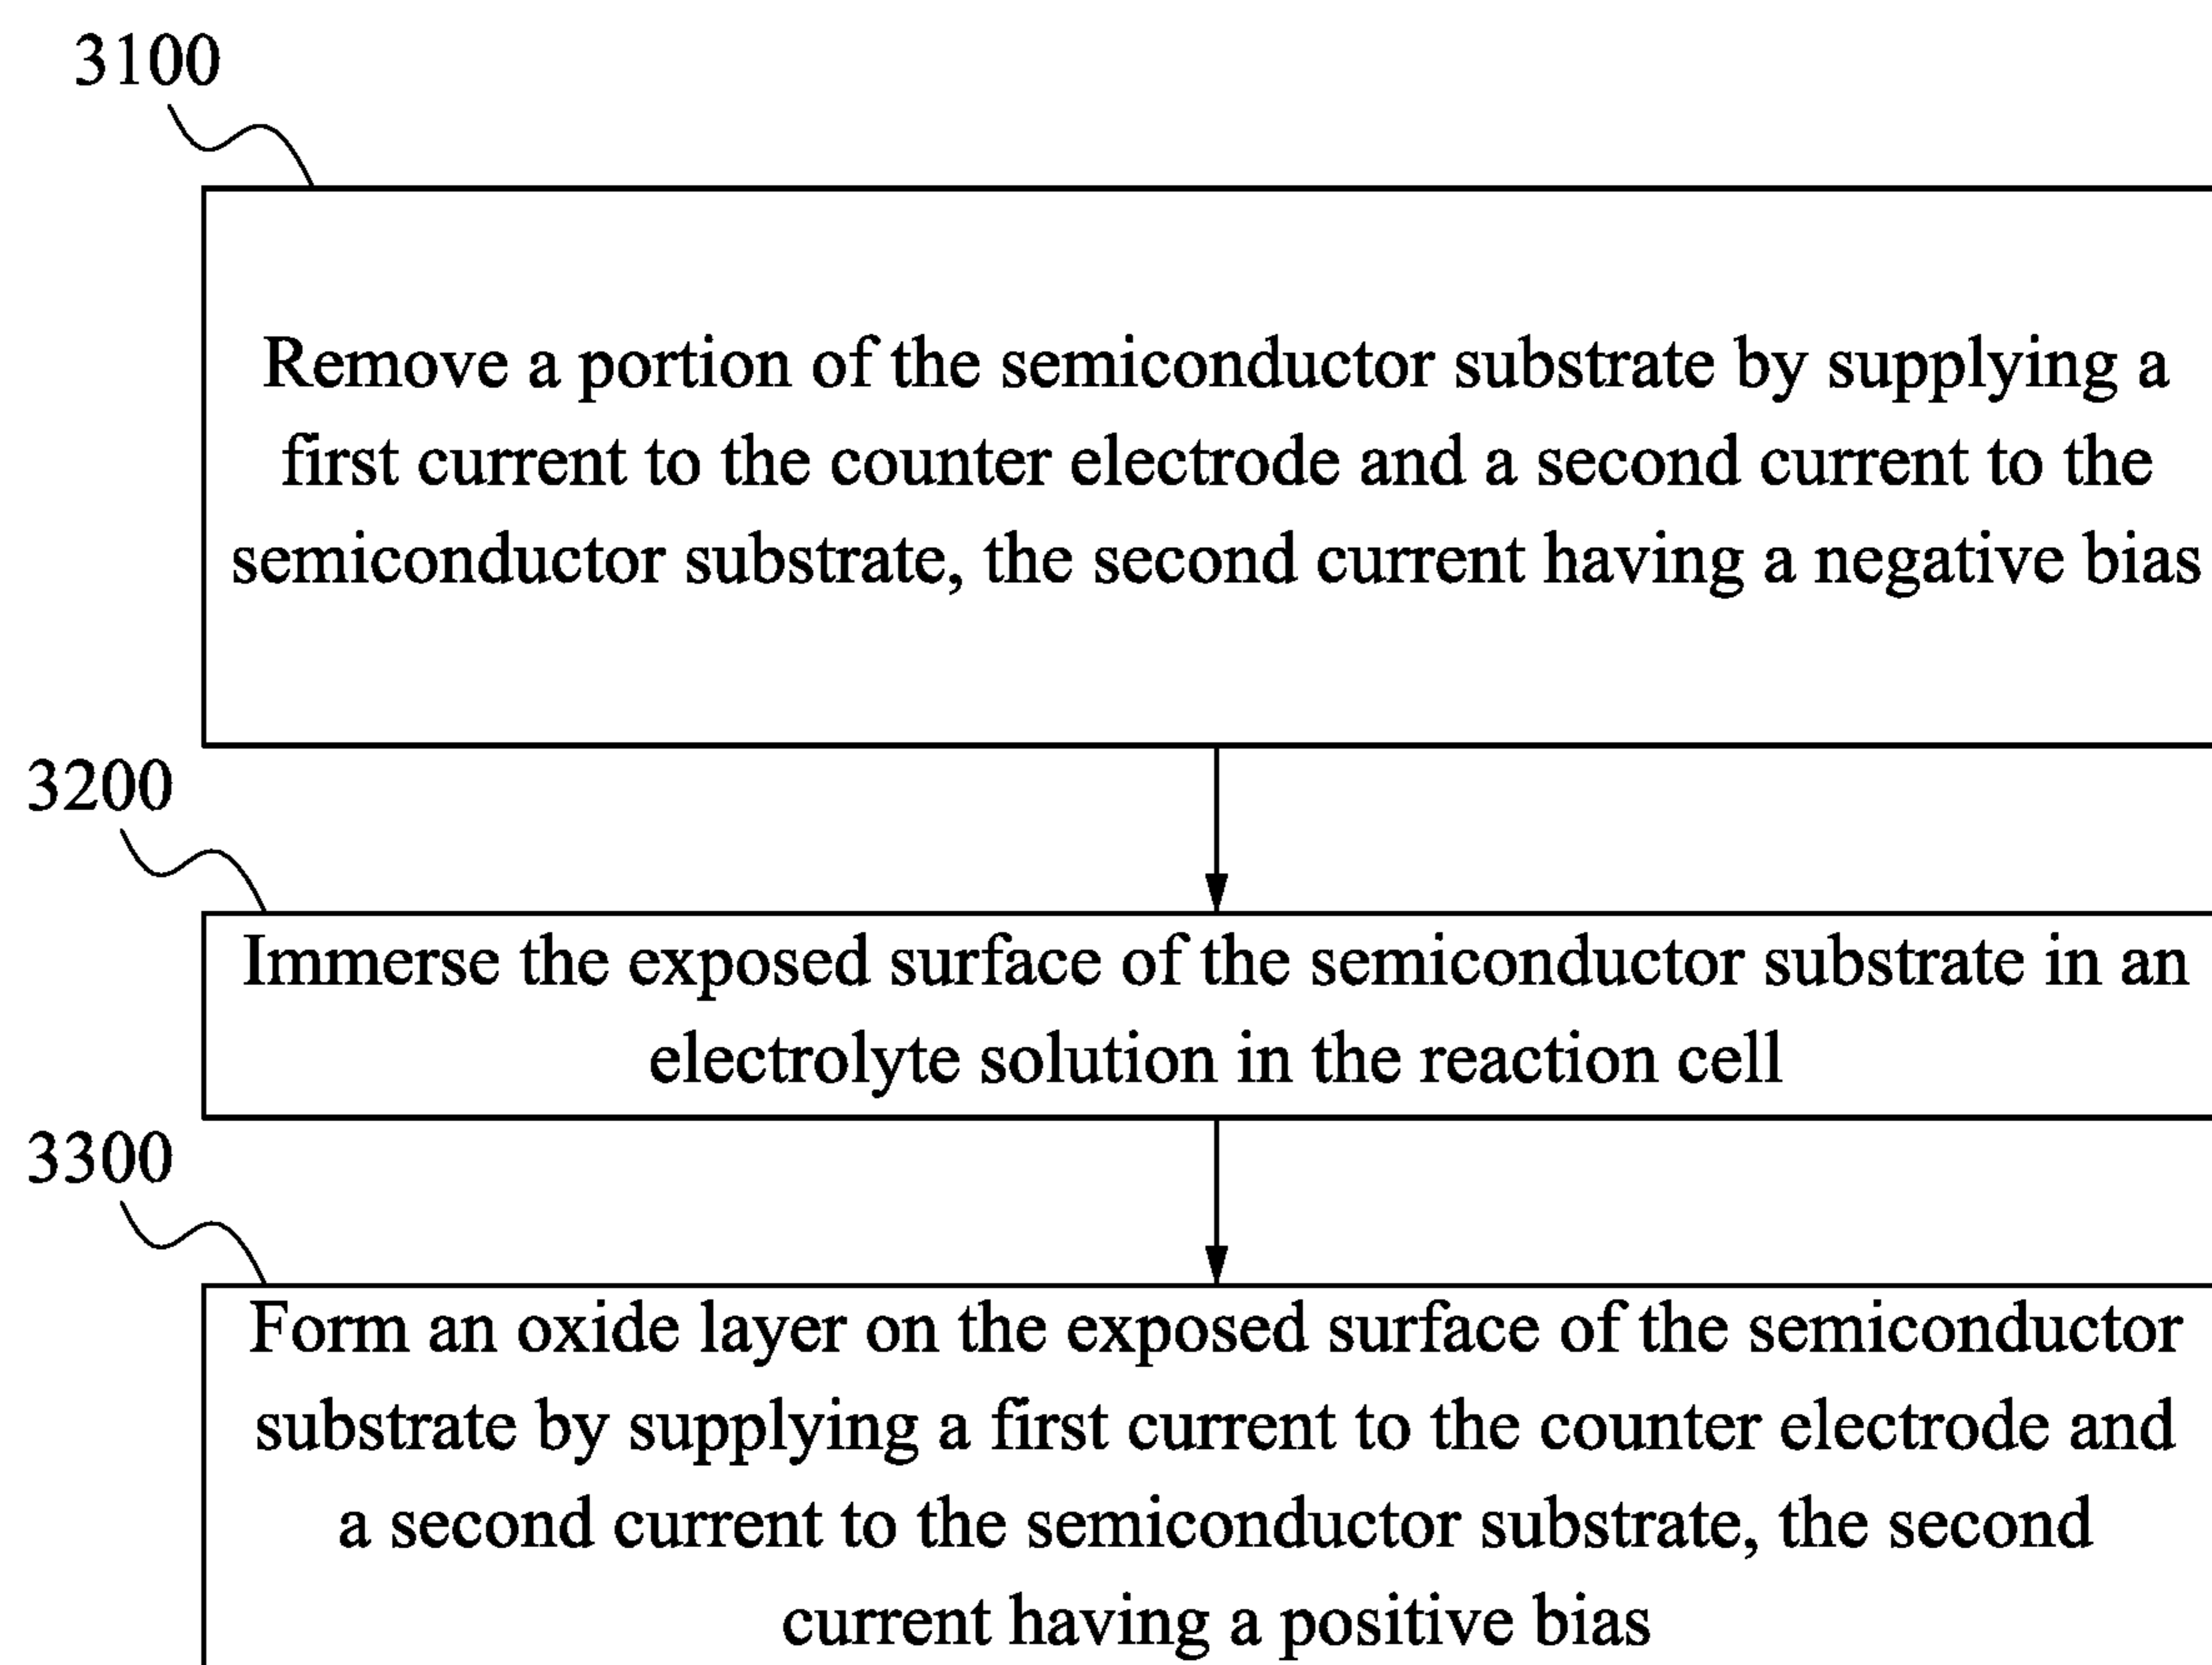 3100
Remove a portion of the semiconductor substrate by supplying a
first current to the counter electrode and a second current to the
semiconductor substrate, the second current having a negative bias
3200
Immerse the exposed surface of the semiconductor substrate in an
electrolyte solution in the reaction cell
3300
Form an oxide layer on the exposed surface of the semiconductor
substrate by supplying a first current to the counter electrode and
a second current to the semiconductor substrate, the second
current having a positive bias